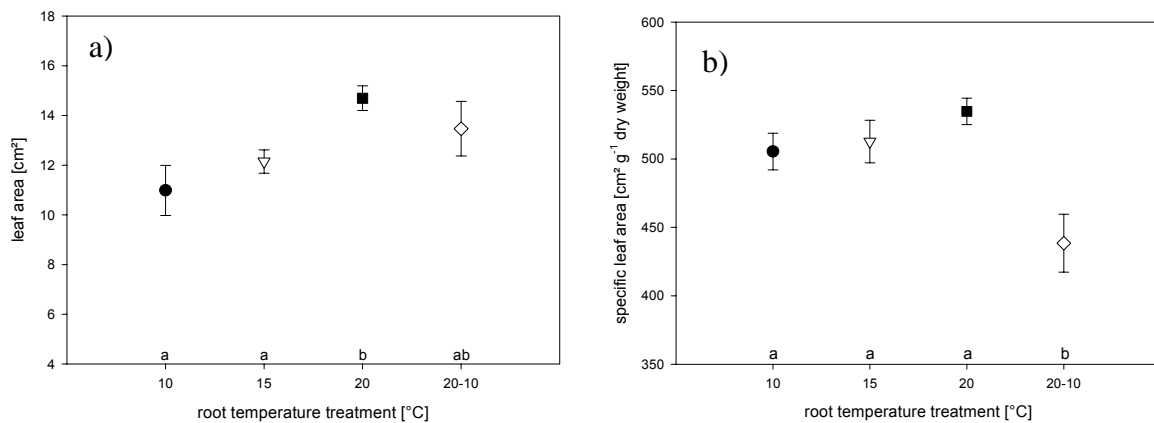 a)
leaf area [cm²]
18
16
14
12
10
8
6
4
a a b ab
10 15 20 20-10
root temperature treatment [°C]
b)
specific leaf area [cm² g⁻¹ dry weight]
600
550
500
450
400
350
a a a b
10 15 20 20-10
root temperature treatment [°C]